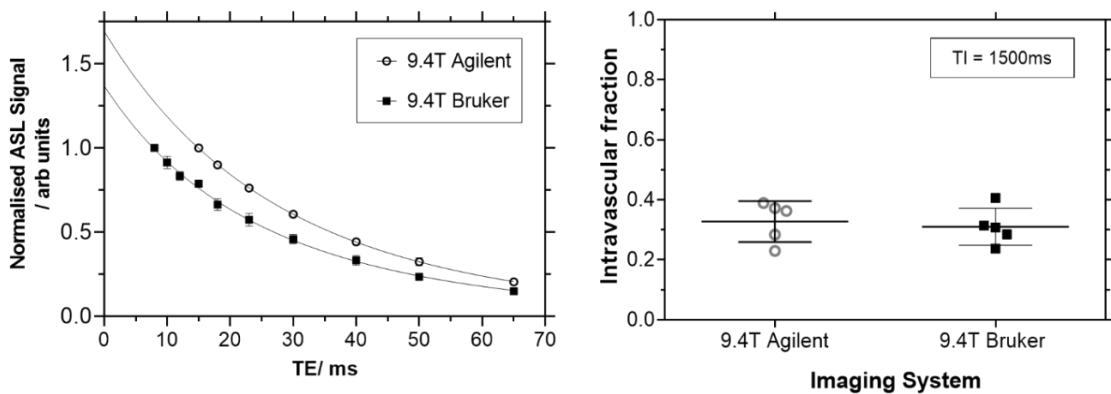 Normalised ASL Signal
/ arb units
1.5
1.0
0.5
0.0
0 10 20 30 40 50 60 70
TE/ ms
9.4T Agilent
9.4T Bruker
Intravascular fraction
1.0
0.8
0.6
0.4
0.2
0.0
TI = 1500ms
9.4T Agilent 9.4T Bruker
Imaging System